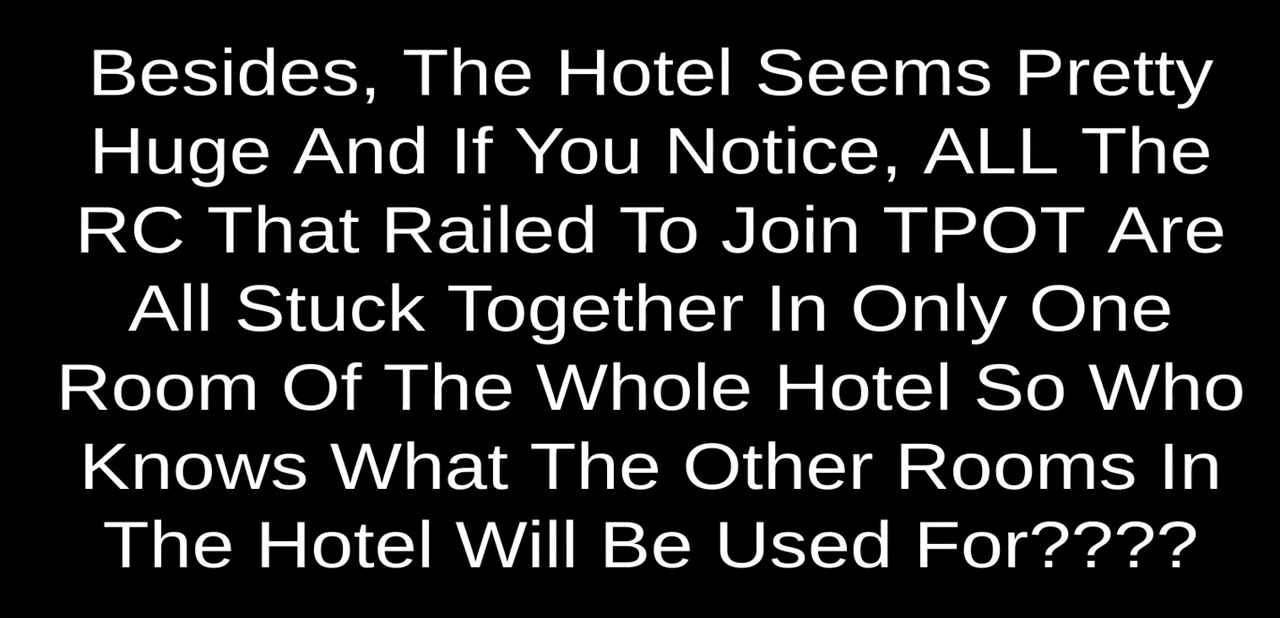 Besides, The Hotel Seems Pretty
Huge And If You Notice, ALL The
RC That Railed To Join TPOT Are
All Stuck Together In Only One
Room Of The Whole Hotel So Who
Knows What The Other Rooms In
The Hotel Will Be Used For????